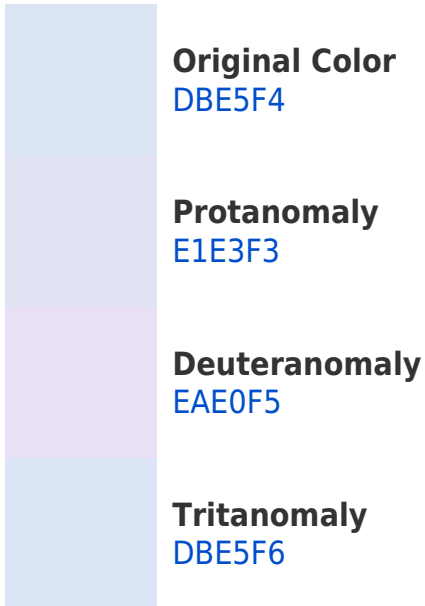 Original Color
DBE5F4
Protanomaly
E1E3F3
Deuteranomaly
EAE0F5
Tritanomaly
DBE5F6